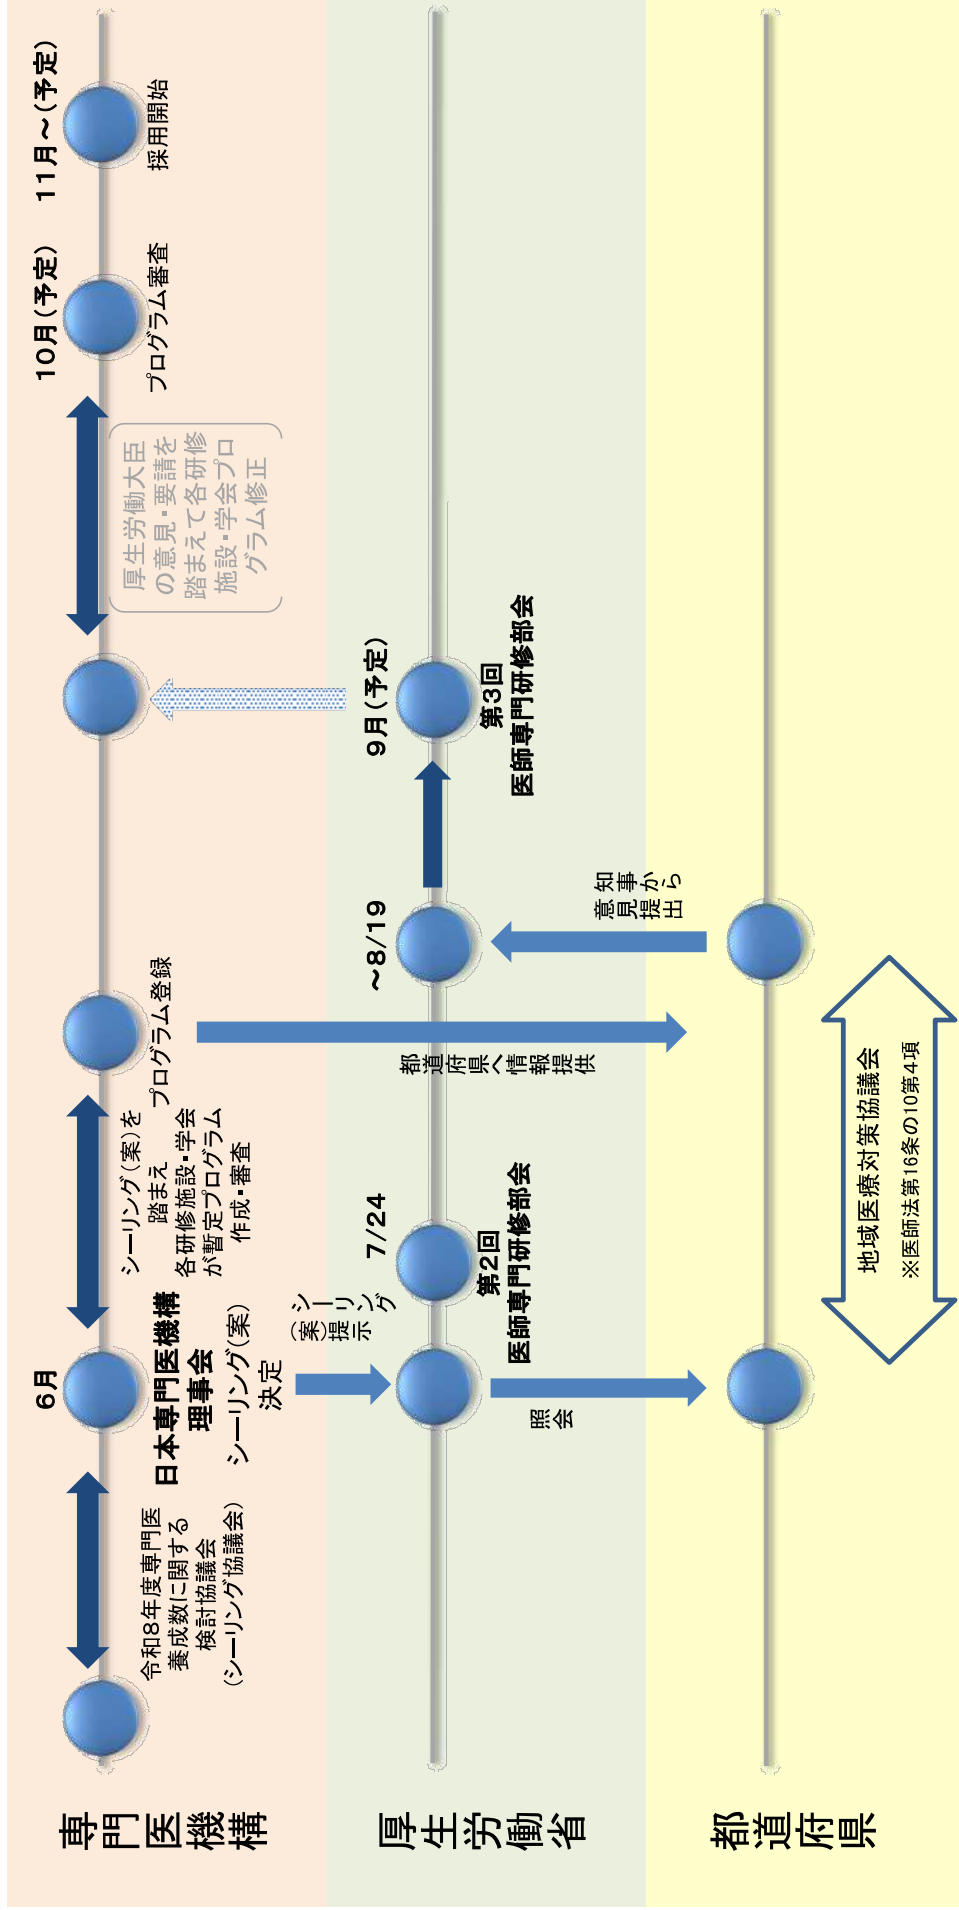 専門医機構
令和8年度専門医
養成数に関する
検討協議会
(シーリング協議会)
6月
日本専門医機構
理事会
シーリング(案)
決定
シーリング(案)を
踏まえ
各研修施設・学会
が暫定プログラム
作成・審査
プログラム登録
厚生労働大臣
の意見・要請を
踏まえて各研修
施設・学会プロ
グラム修正
10月(予定)
プログラム審査
11月~(予定)
採用開始
厚生労働省
シーリング
(案)提示
7/24
第2回
医師専門研修部会
都道府県へ情報提供
~8/19
9月(予定)
第3回
医師専門研修部会
都道府県
照会
知事から
意見提出
地域医療対策協議会
※医師法第16条の10第4項